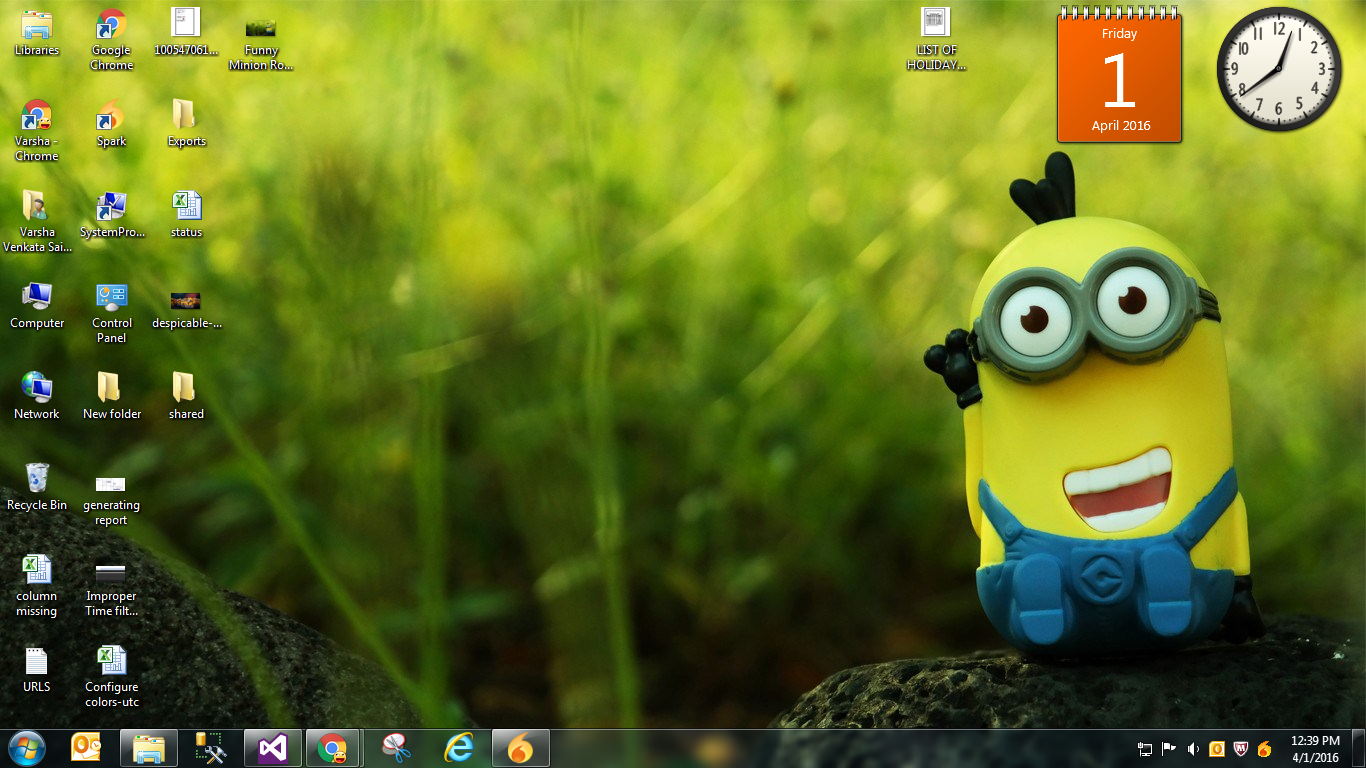 Libraries
Google
Chrome
100547061...
Funny
Minion Ro...
LIST OF
HOLIDAY...
Friday
1
April 2016
12
1
2
3
4
5
6
7
8
9
10
11
Varsha -
Chrome
Spark
Exports
Varsha
Venkata Sai...
SystemPro...
status
Computer
Control
Panel
despicable-...
Network
New folder
shared
Recycle Bin
generating
report
column
missing
Improper
Time filt...
URLS
Configure
colors-utc
12:39 PM
4/1/2016